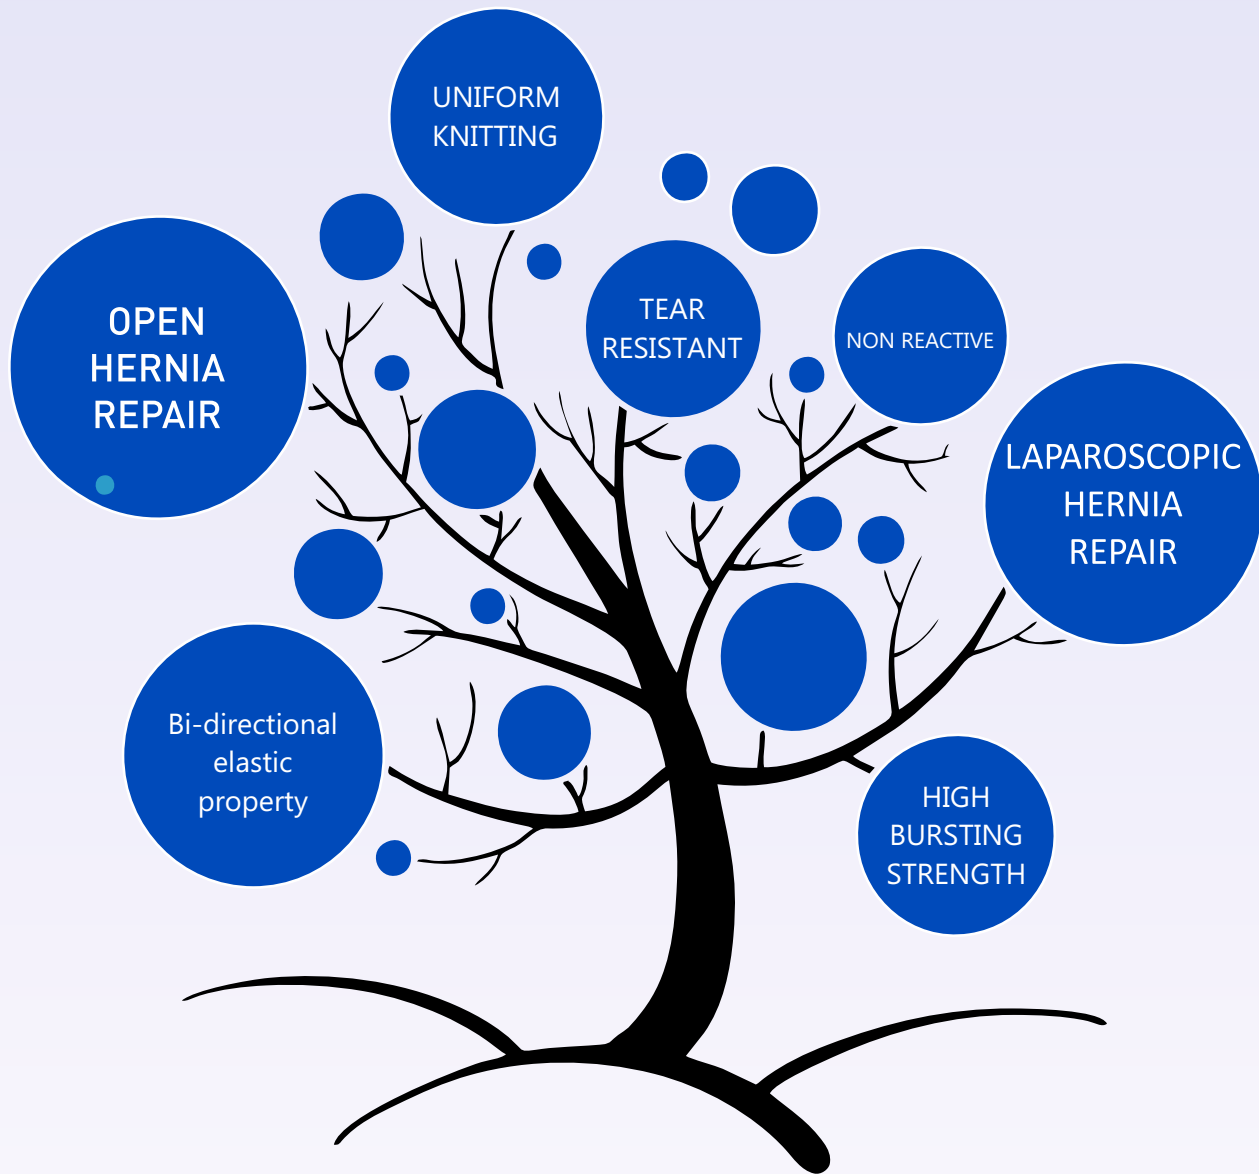 UNIFORM
KNITTING
OPEN
HERNIA
REPAIR
TEAR
RESISTANT
NON REACTIVE
LAPAROSCOPIC
HERNIA
REPAIR
Bi-directional
elastic
property
HIGH
BURSTING
STRENGTH